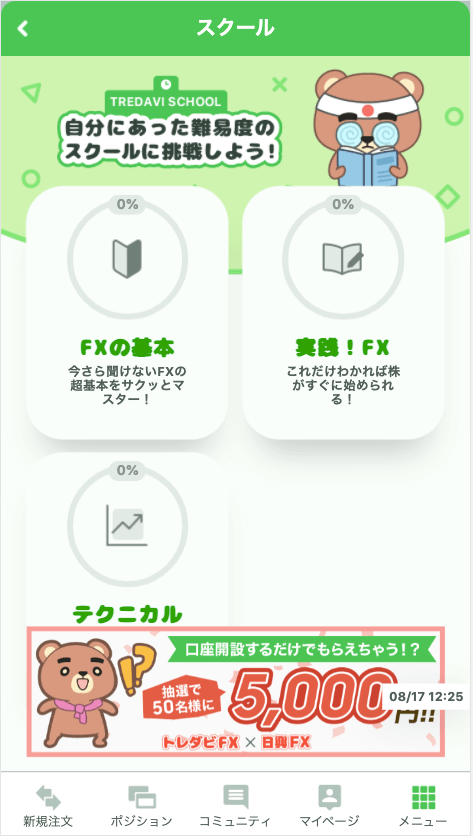 スクール
TREDAVI SCHOOL
自分にあった難易度の
スクールに挑戦しよう！
0%
0%
FXの基本
実践！FX
今さら聞けないFXの
超基本をサクッとマ
スター！
これだけわかれば株
がすぐに始められ
る！
0%
テクニカル
口座開設するだけでもらえちゃう！？
抽選で
50名様に
5,000
円!!
08/17 12:25
トレダビFX × 日興FX
新規注文
ポジション
コミュニティ
マイページ
メニュー